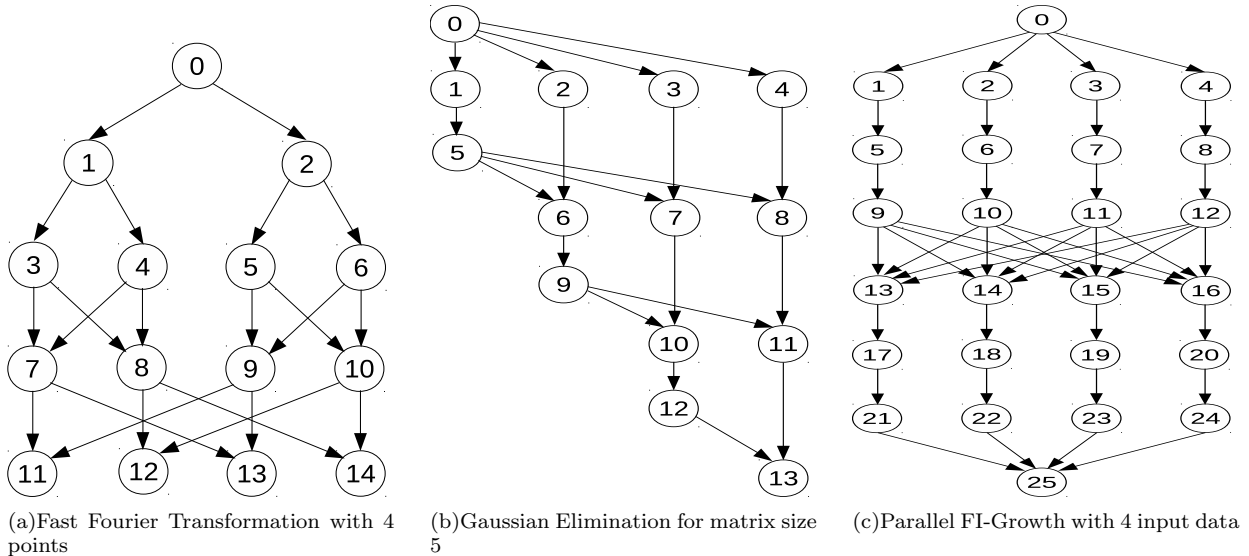 0
1 2
3 4 5 6
7 8 9 10
11 12 13 14
(a)Fast Fourier Transformation with 4
points
0
1 2 3 4
5
6 7 8
9
10 11
12
13
(b)Gaussian Elimination for matrix size
5
0
1 2 3 4
5 6 7 8
9 10 11 12
13 14 15 16
17 18 19 20
21 22 23 24
25
(c)Parallel FI-Growth with 4 input data